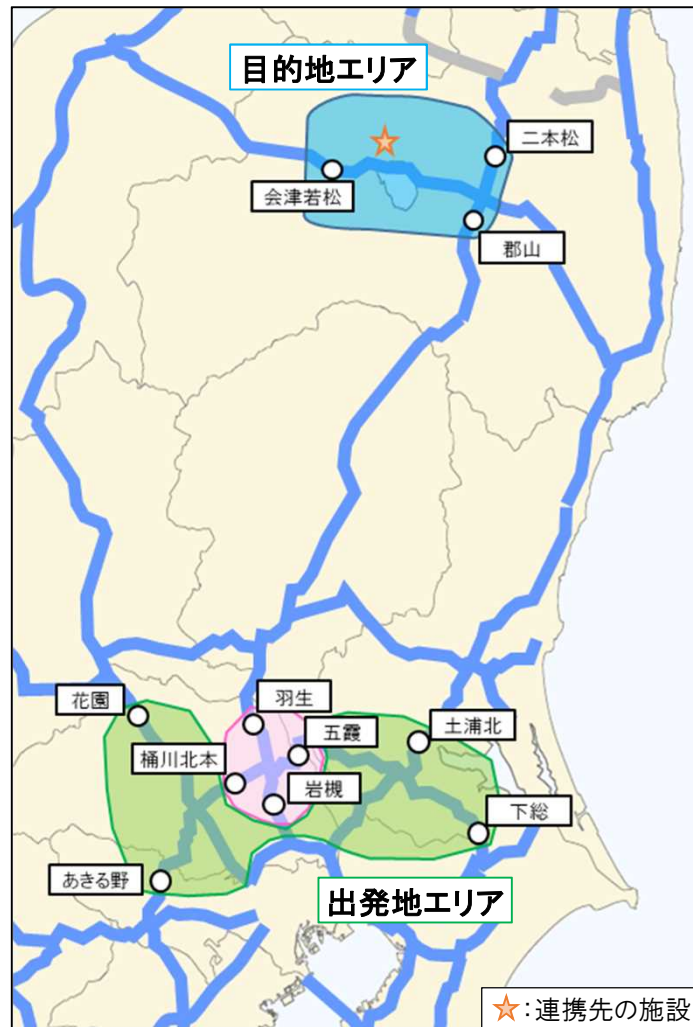 目的地エリア
二本松
会津若松
郡山
花園
羽生
五霞
土浦北
桶川北本
岩槻
下総
あきる野
出発地エリア
☆:連携先の施設